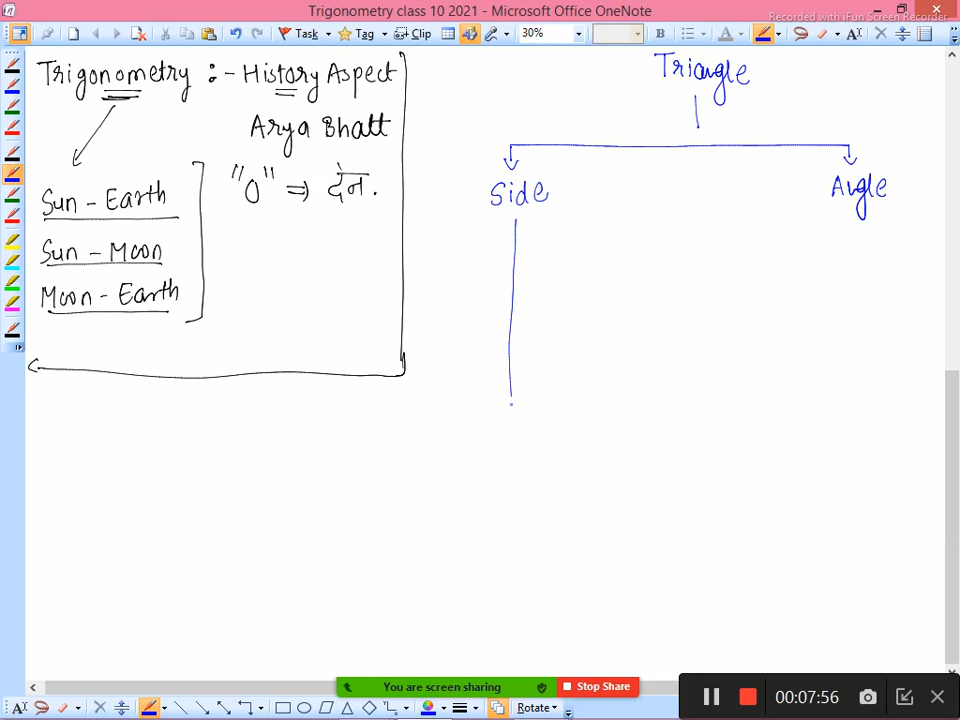 Trigonometry class 10 2021 - Microsoft Office OneNote
Recorded with iFun Screen Recorder
Task
Tag
Clip
30%
B
A
Trigonometry :- History Aspect
Arya Bhatt
"0" ⇒ देन.
Sun - Earth
Sun - Moon
Moon - Earth
Triangle
Side
Angle
You are screen sharing
Stop Share
00:07:56
Rotate